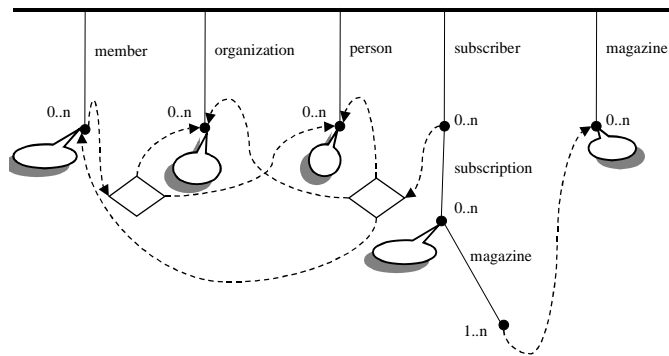 member
organization
person
subscriber
magazine
0..n
0..n
0..n
0..n
0..n
subscription
0..n
magazine
1..n